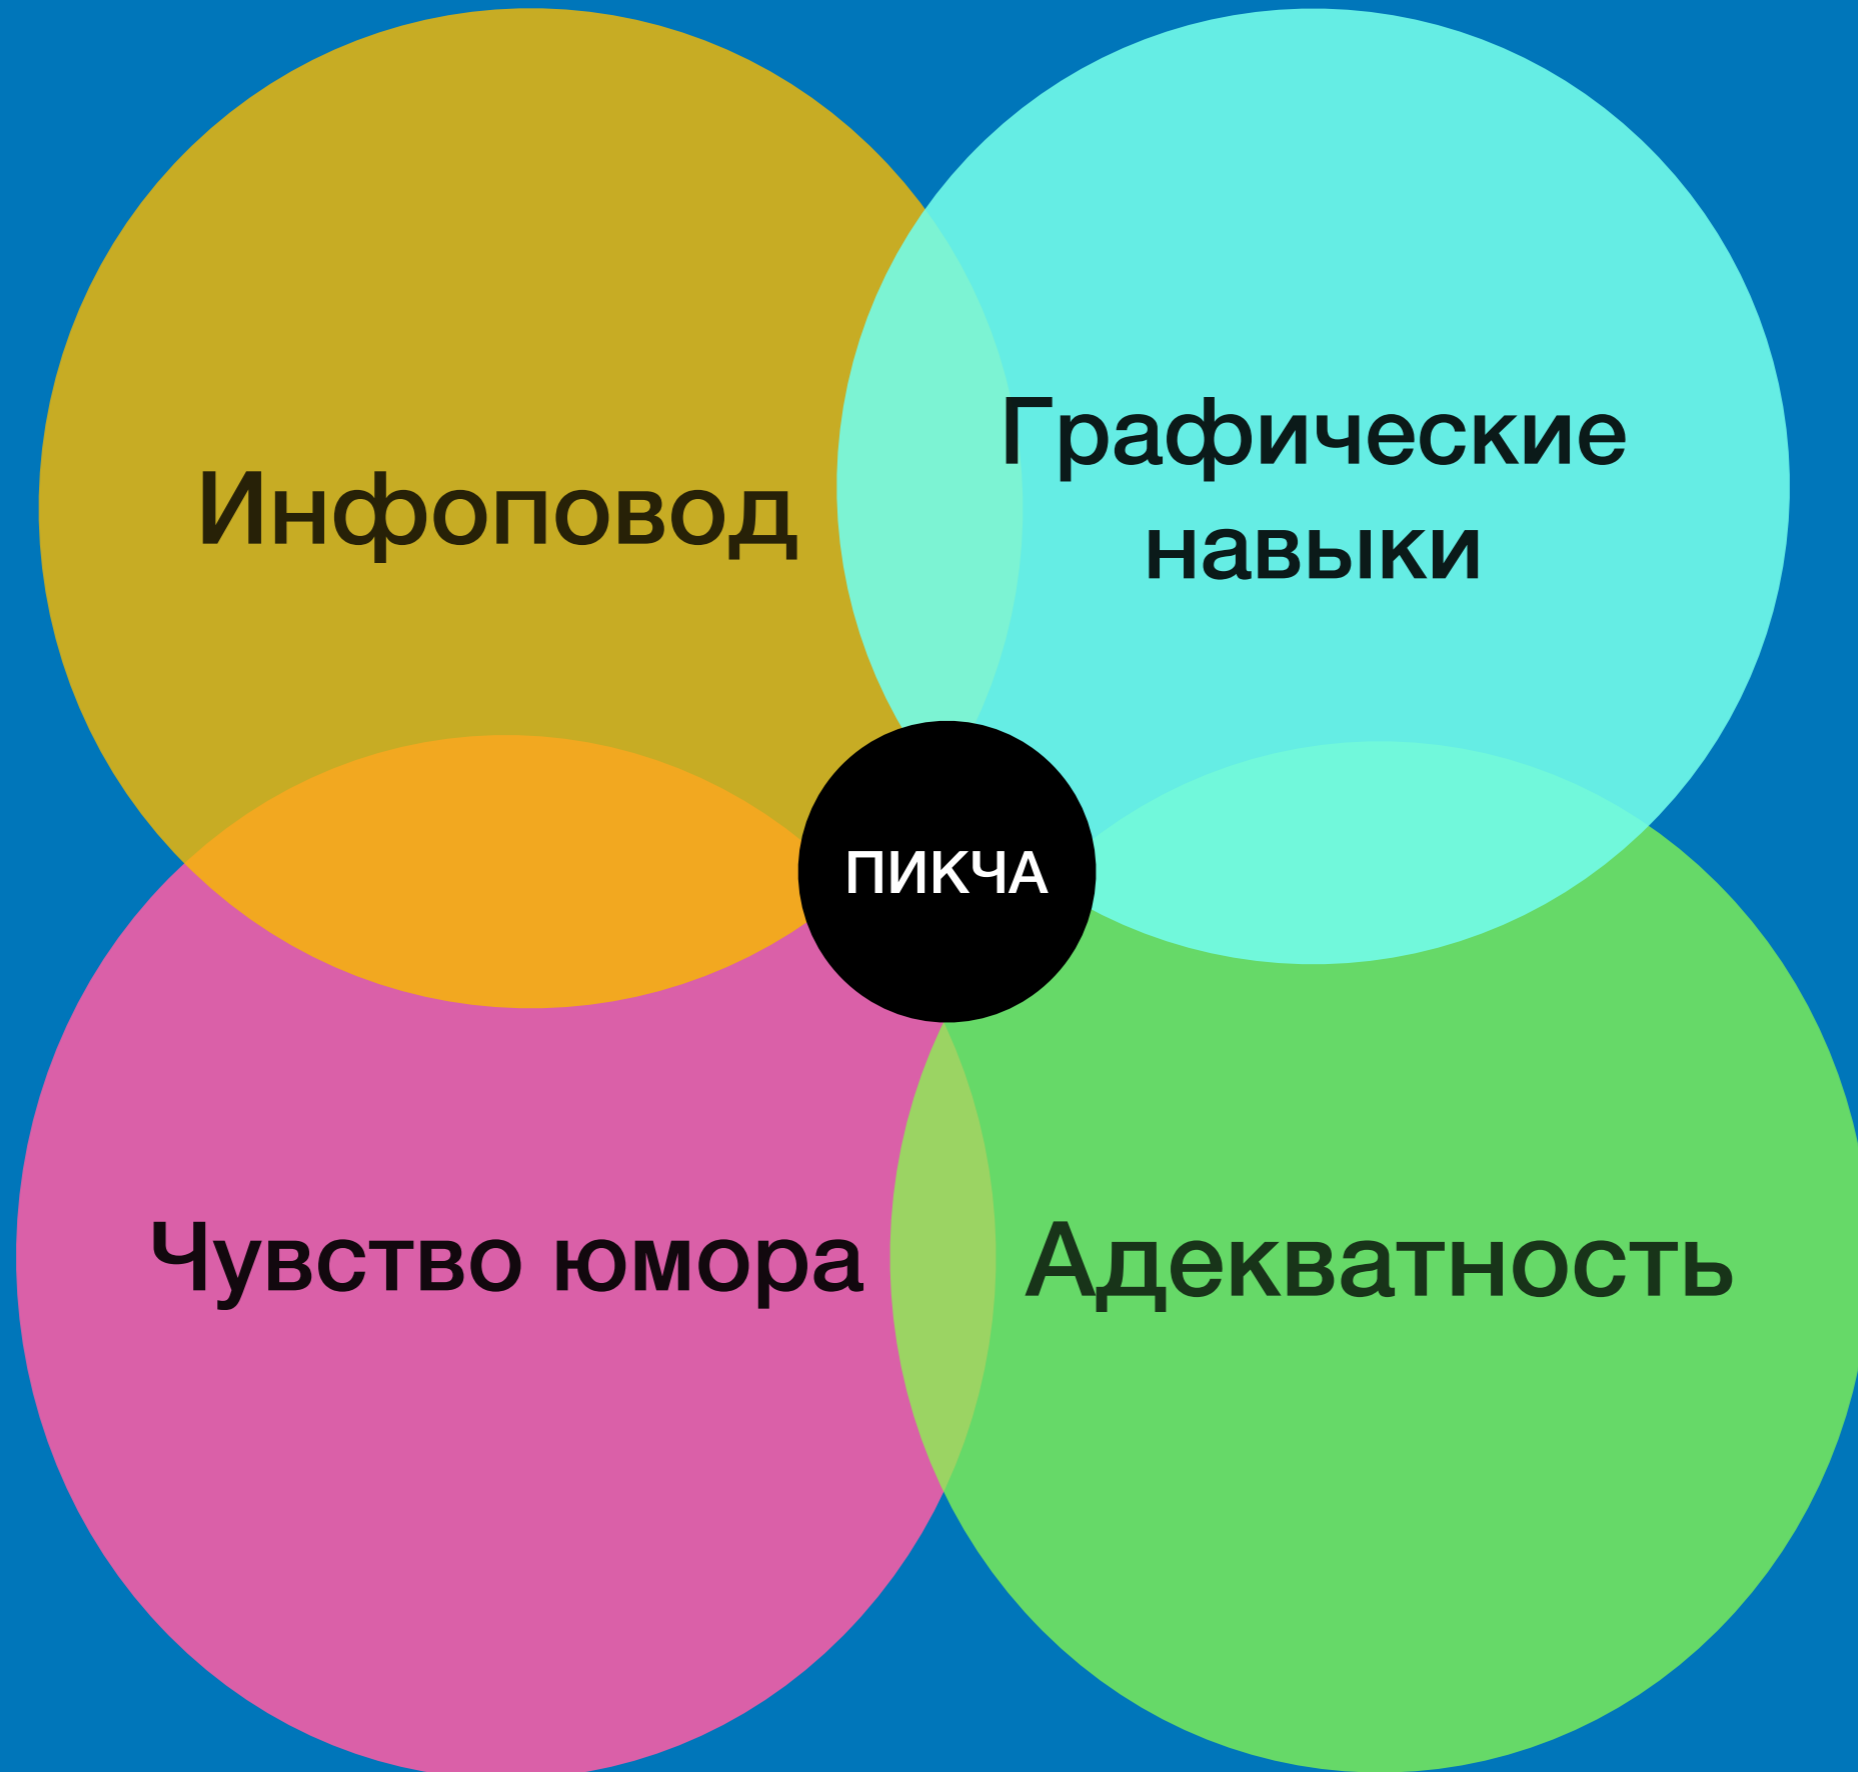 Инфоповод
Графические
навыки
ПИКЧА
Чувство юмора
Адекватность